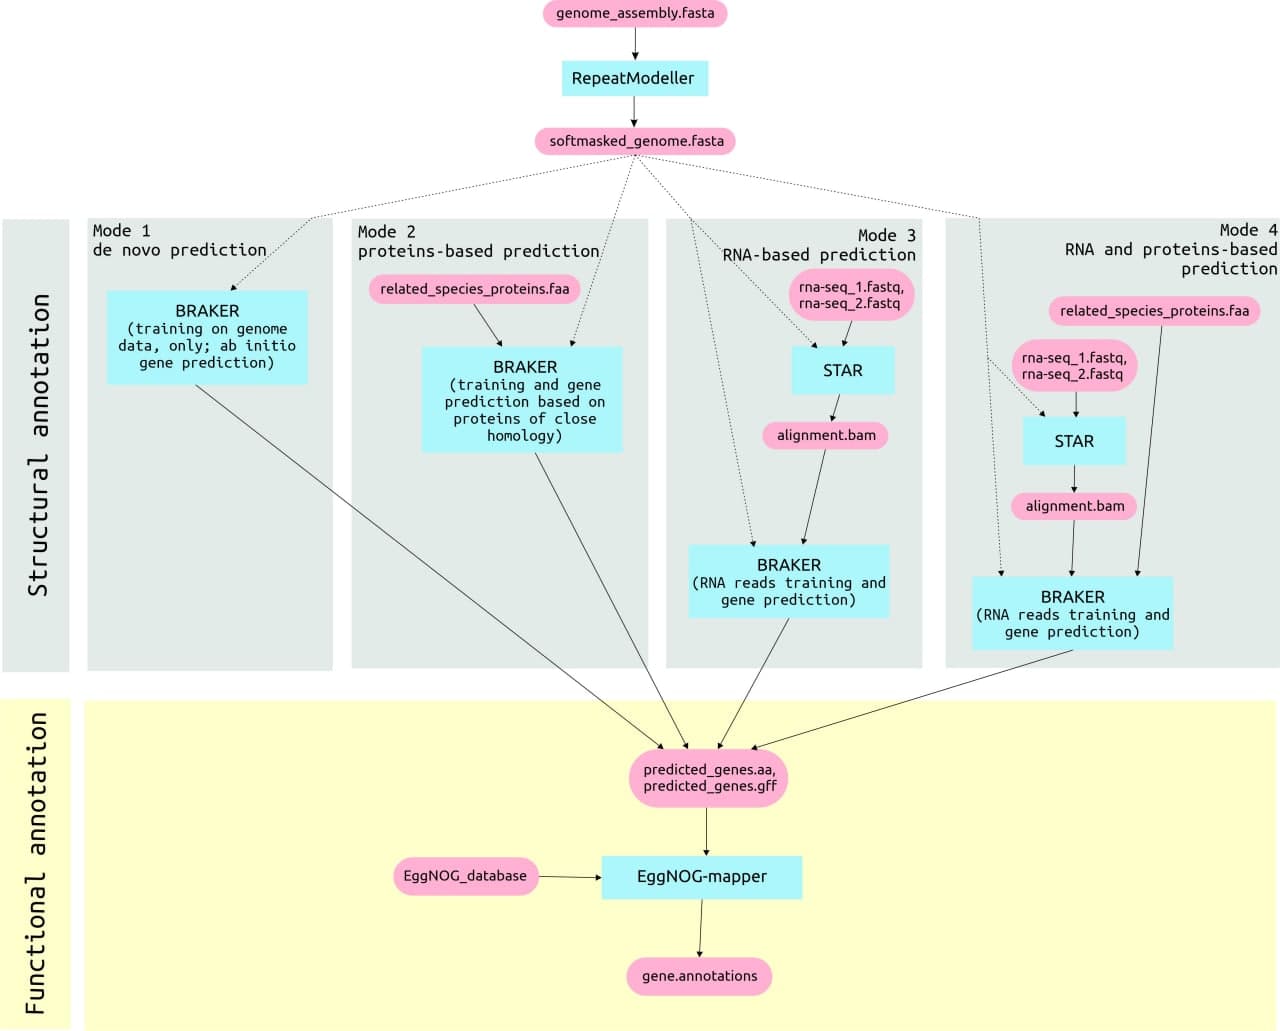 genome_assembly.fasta
RepeatModeller
softmasked_genome.fasta
Structural annotation
Mode 1
de novo prediction
BRAKER
(training on genome
data, only; ab initio
gene prediction)
Mode 2
proteins-based prediction
related_species_proteins.faa
BRAKER
(training and gene
prediction based on
proteins of close
homology)
Mode 3
RNA-based prediction
rna-seq_1.fastq,
rna-seq_2.fastq
STAR
alignment.bam
BRAKER
(RNA reads training and
gene prediction)
Mode 4
RNA and proteins-based
prediction
related_species_proteins.faa
rna-seq_1.fastq,
rna-seq_2.fastq
STAR
alignment.bam
BRAKER
(RNA reads training and
gene prediction)
Functional annotation
predicted_genes.aa,
predicted_genes.gff
EggNOG_database
EggNOG-mapper
gene.annotations